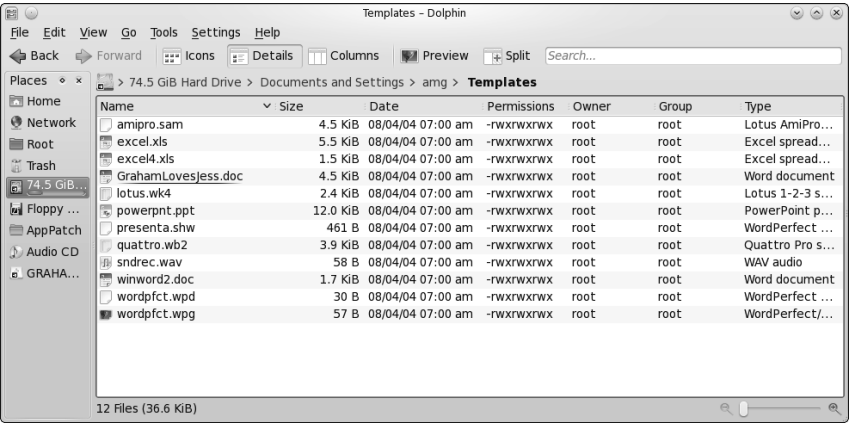 Templates – Dolphin
File Edit View Go Tools Settings Help
Back Forward Icons Details Columns Preview Split Search...
Places > 74.5 GiB Hard Drive > Documents and Settings > amg > Templates
Home
Network
Root
Trash
74.5 GiB...
Floppy ...
AppPatch
Audio CD
GRAHA...
Name Size Date Permissions Owner Group Type
amipro.sam 4.5 KiB 08/04/04 07:00 am -rwxrwxrwx root root Lotus AmiPro...
excel.xls 5.5 KiB 08/04/04 07:00 am -rwxrwxrwx root root Excel spread...
excel4.xls 1.5 KiB 08/04/04 07:00 am -rwxrwxrwx root root Excel spread...
GrahamLovesJess.doc 4.5 KiB 08/04/04 07:00 am -rwxrwxrwx root root Word document
lotus.wk4 2.4 KiB 08/04/04 07:00 am -rwxrwxrwx root root Lotus 1-2-3 s...
powerpnt.ppt 12.0 KiB 08/04/04 07:00 am -rwxrwxrwx root root PowerPoint p...
presenta.shw 461 B 08/04/04 07:00 am -rwxrwxrwx root root WordPerfect ...
quattro.wb2 3.9 KiB 08/04/04 07:00 am -rwxrwxrwx root root Quattro Pro s...
sndrec.wav 58 B 08/04/04 07:00 am -rwxrwxrwx root root WAV audio
winword2.doc 1.7 KiB 08/04/04 07:00 am -rwxrwxrwx root root Word document
wordpfct.wpd 30 B 08/04/04 07:00 am -rwxrwxrwx root root WordPerfect ...
wordpfct.wpg 57 B 08/04/04 07:00 am -rwxrwxrwx root root WordPerfect/...
12 Files (36.6 KiB)